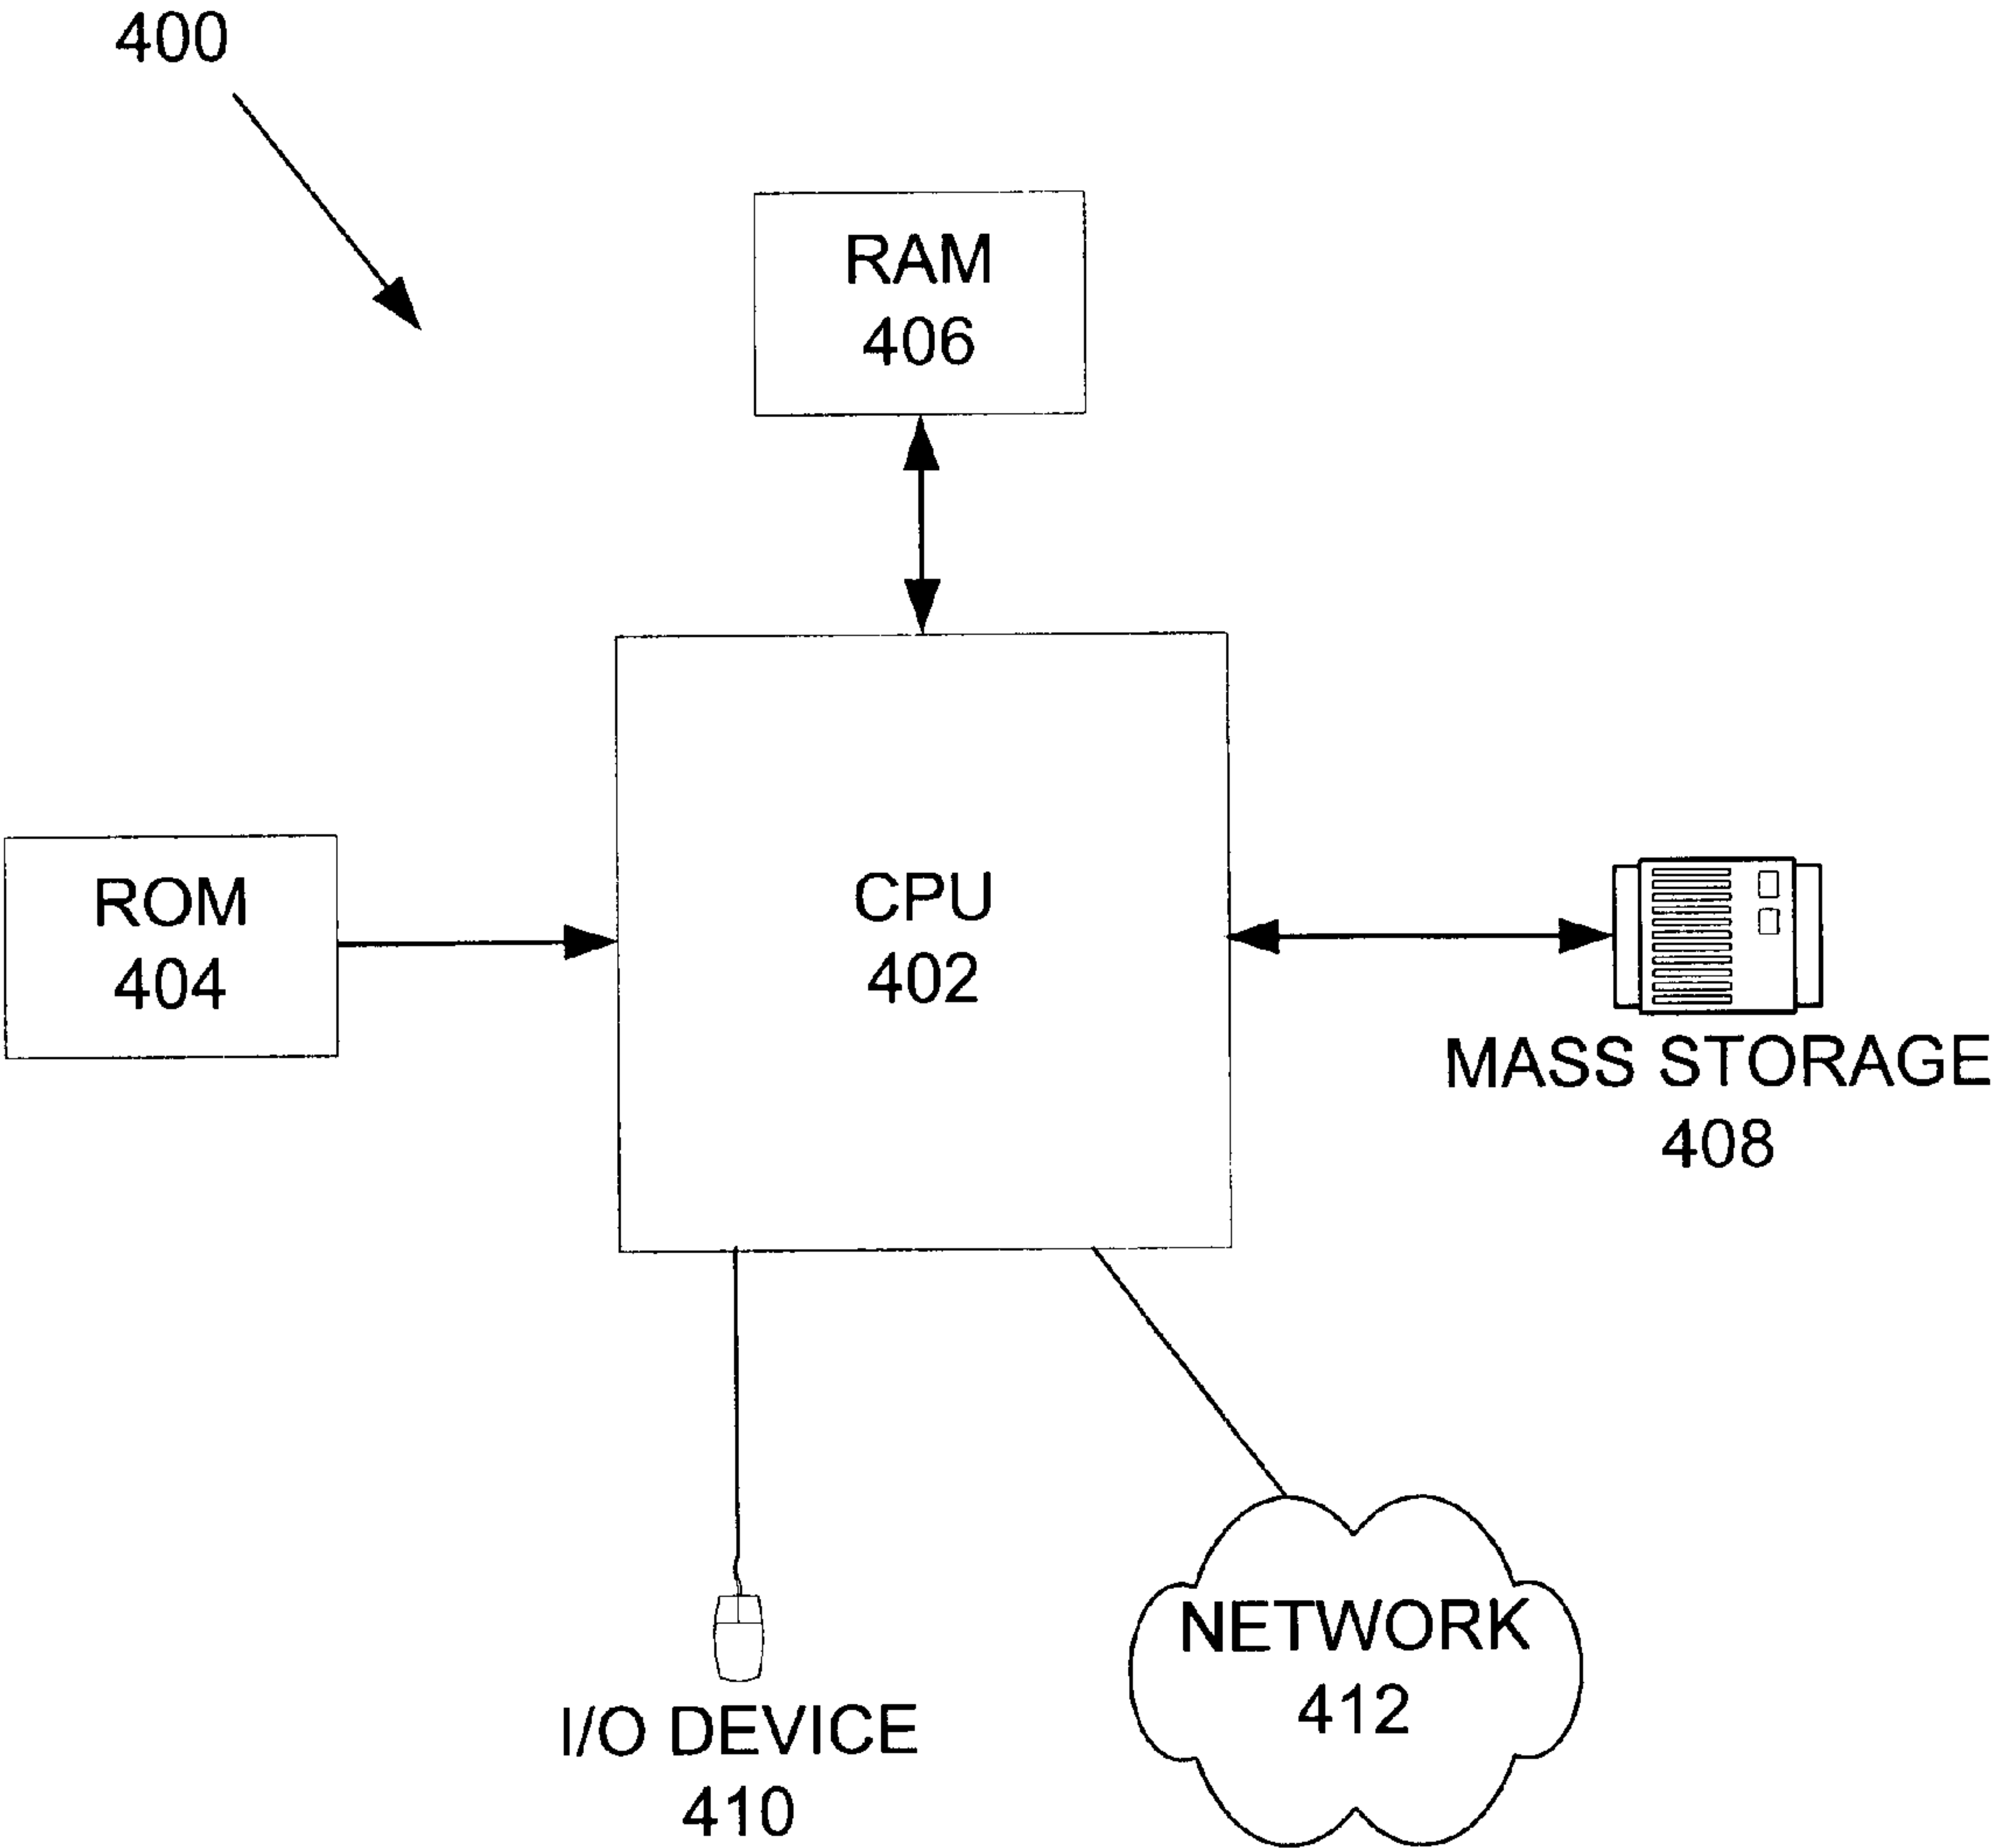 400
RAM
406
ROM
404
CPU
402
MASS STORAGE
408
I/O DEVICE
410
NETWORK
412